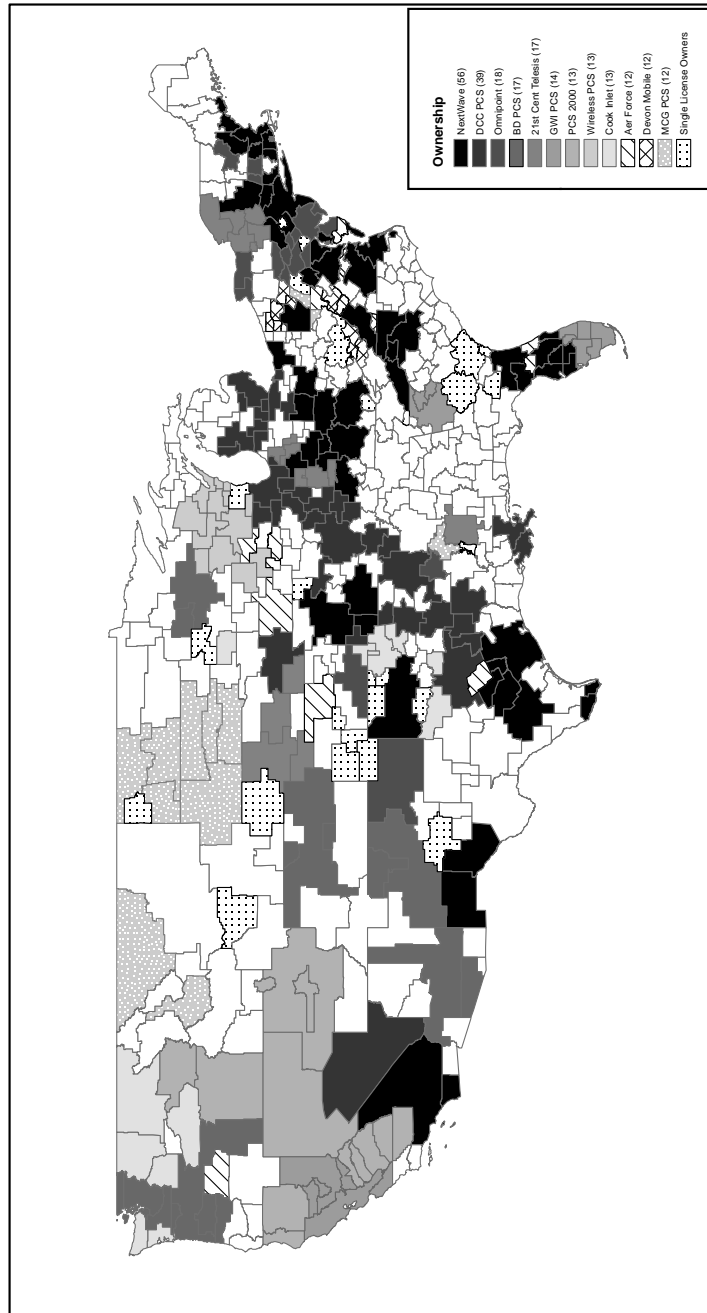 Ownership
NextWave (56)
DCC PCS (39)
Omnipoint (18)
BD PCS (17)
21st Cent Telesis (17)
GWI PCS (14)
PCS 2000 (13)
Wireless PCS (13)
Cook Inlet (13)
Aer Force (12)
Devon Mobile (12)
MCG PCS (12)
Single License Owners